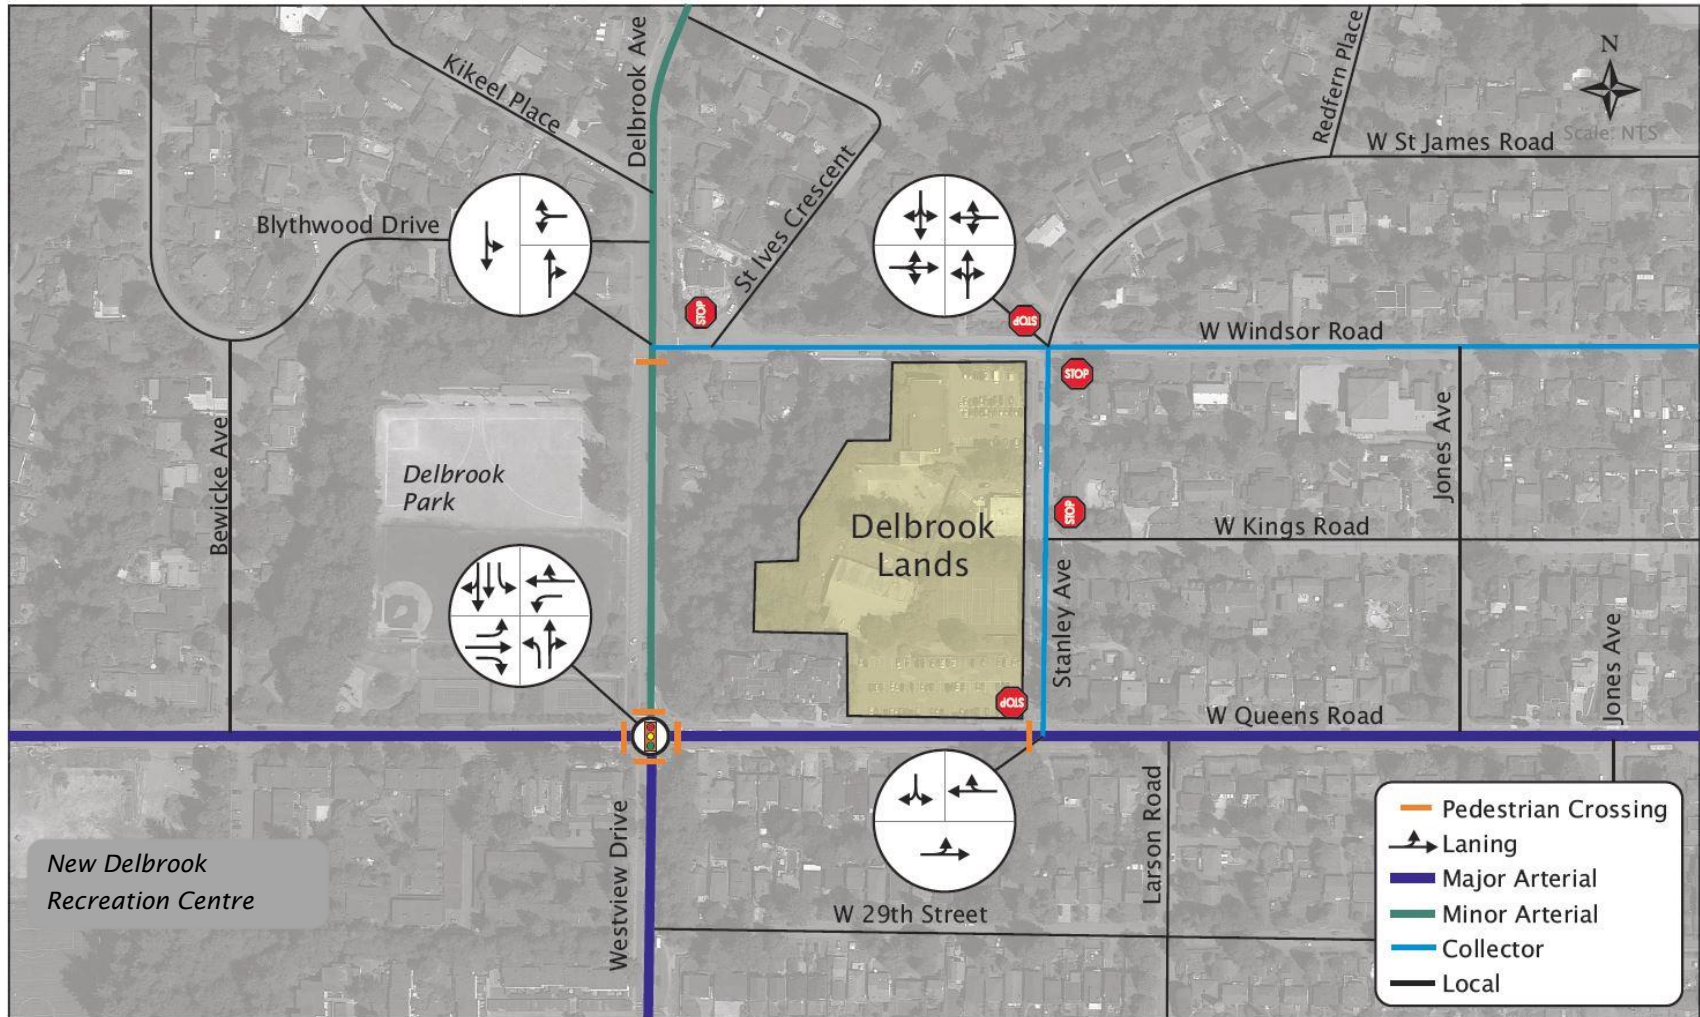 Delbrook Ave
Kikeel Place
Redfern Place
N
Scale: NTS
W St James Road
St Ives Crescent
Blythwood Drive
STOP
STOP
W Windsor Road
STOP
Jones Ave
Bewicke Ave
Delbrook
Park
STOP
W Kings Road
Delbrook
Lands
Stanley Ave
Jones Ave
STOP
W Queens Road
Westview Drive
Larson Road
New Delbrook
Recreation Centre
W 29th Street
Pedestrian Crossing
Laning
Major Arterial
Minor Arterial
Collector
Local